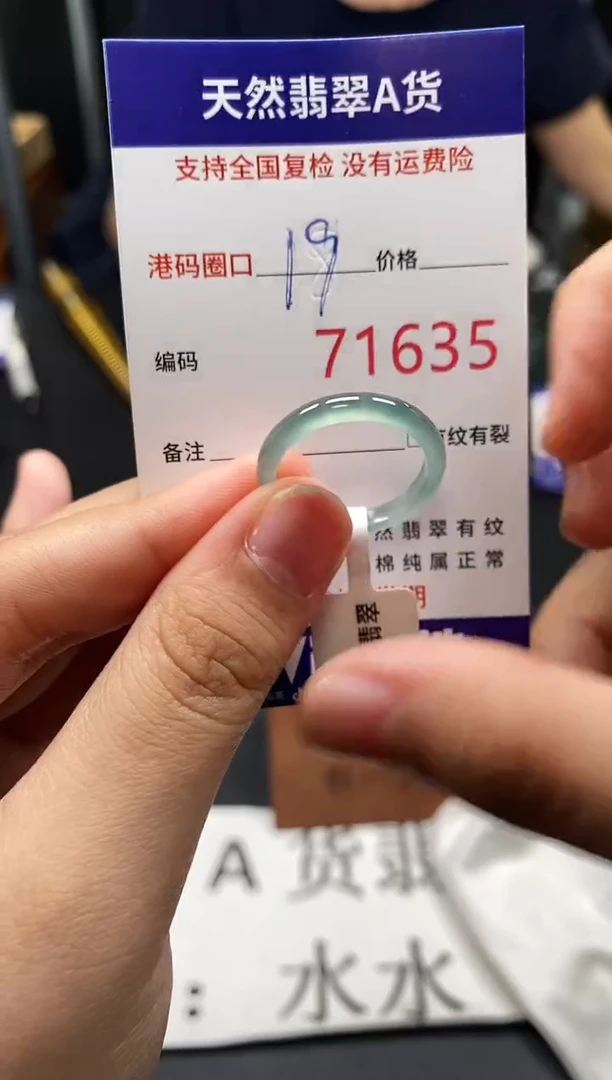 天然翡翠A货
支持全国复检 没有运费险
港码圈口 19 价格
编码 71635
备注 纹有裂
然翡翠有纹
棉纯属正常
翡翠
A 货翡
：水水